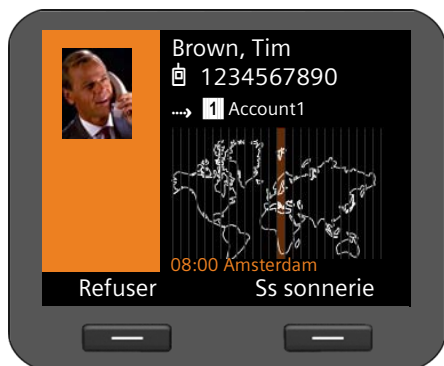 Brown, Tim
1234567890
1 Account1
08:00 Amsterdam
Refuser Ss sonnerie